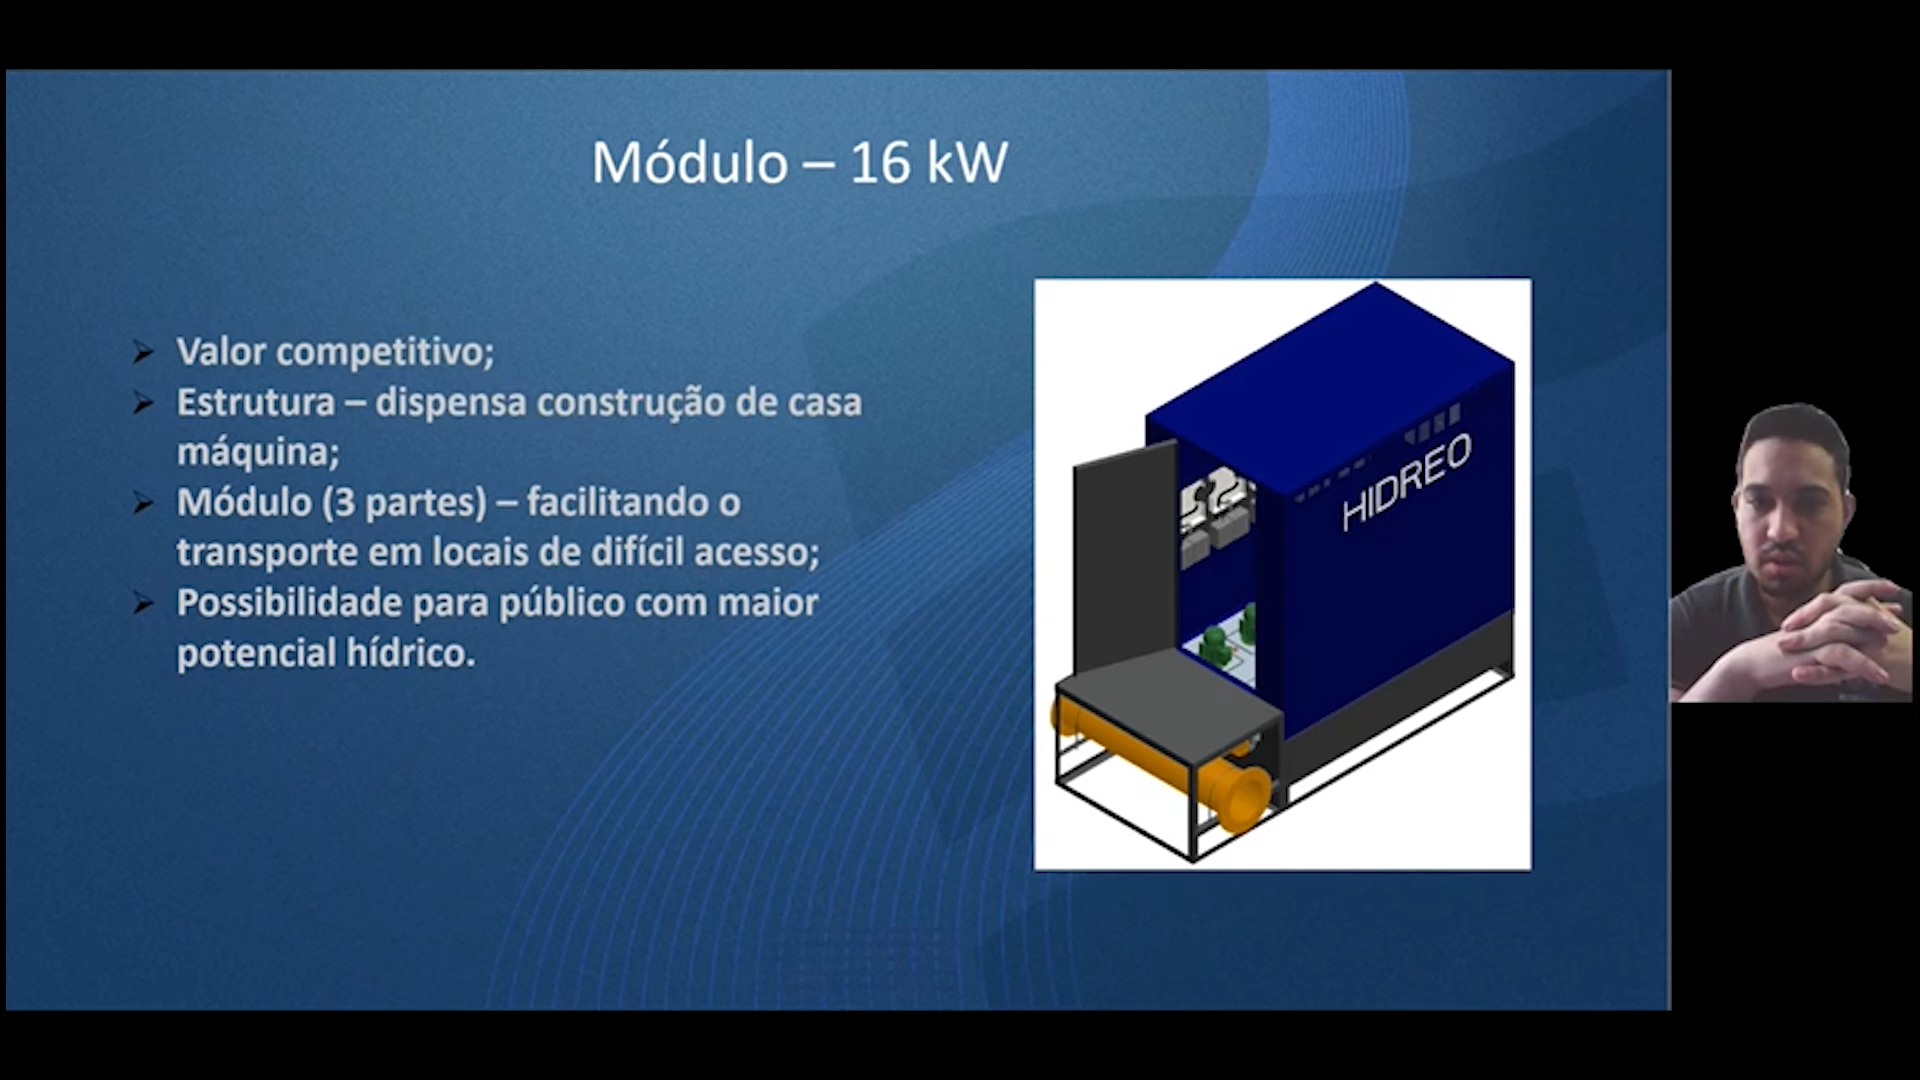 Módulo – 16 kW
Valor competitivo;
Estrutura – dispensa construção de casa
máquina;
Módulo (3 partes) – facilitando o
transporte em locais de difícil acesso;
Possibilidade para público com maior
potencial hídrico.
HIDREO